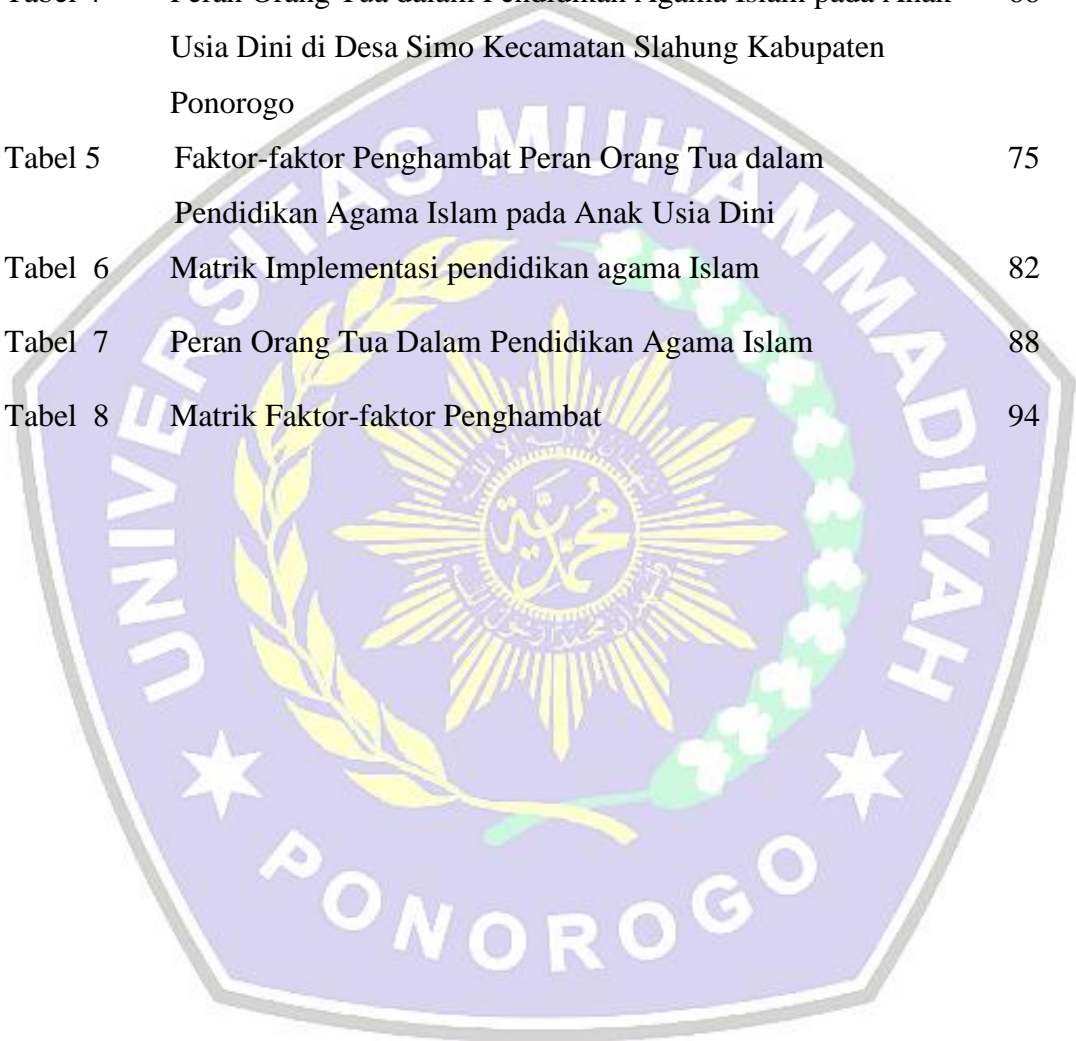 Usia Dini di Desa Simo Kecamatan Slahung Kabupaten
Ponorogo
Tabel 5 Faktor-faktor Penghambat Peran Orang Tua dalam 75
Pendidikan Agama Islam pada Anak Usia Dini
Tabel 6 Matrik Implementasi pendidikan agama Islam 82
Tabel 7 Peran Orang Tua Dalam Pendidikan Agama Islam 88
Tabel 8 Matrik Faktor-faktor Penghambat 94
UNIVERSITAS MUHAMMADIYAH
PONOROGO
محمدية